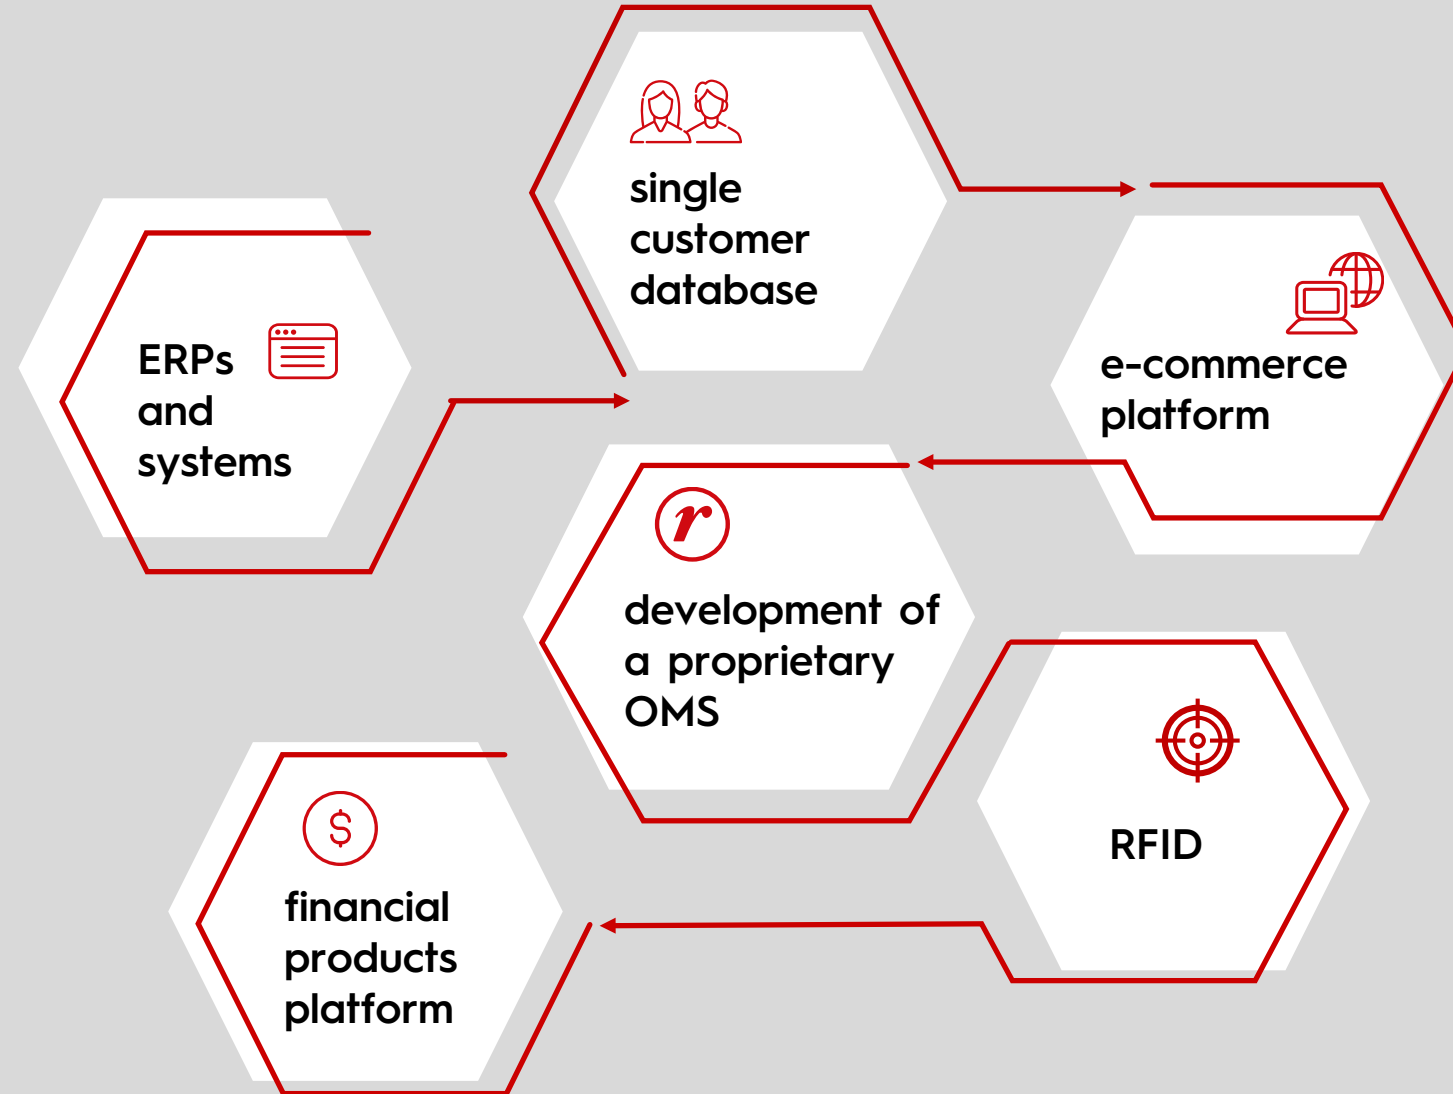 ERPs
and
systems
single
customer
database
e-commerce
platform
r
development of
a proprietary
OMS
RFID
$
financial
products
platform